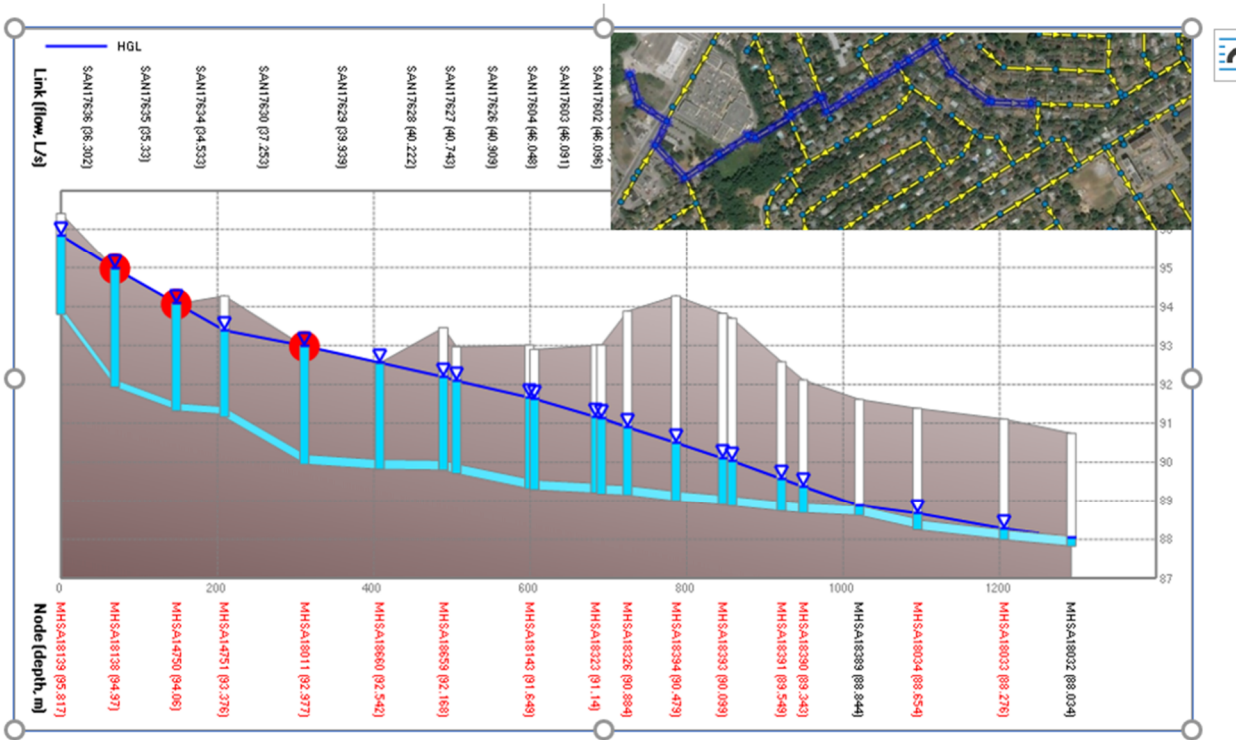 HGL
Link (flow, L/s)
SAN17636 (36.302)
SAN17635 (35.33)
SAN17634 (34.533)
SAN17630 (37.253)
SAN17629 (39.939)
SAN17628 (40.222)
SAN17627 (40.743)
SAN17626 (40.909)
SAN17604 (46.048)
SAN17603 (46.091)
SAN17602 (46.096)
95
94
93
92
91
90
89
88
87
0
200
400
600
800
1000
1200
Node (depth, m)
MHSA18139 (95.817)
MHSA18138 (94.97)
MHSA14750 (94.06)
MHSA14751 (93.376)
MHSA18011 (92.977)
MHSA18660 (92.542)
MHSA18659 (92.168)
MHSA18143 (91.649)
MHSA18323 (91.14)
MHSA18326 (90.884)
MHSA18394 (90.479)
MHSA18393 (90.099)
MHSA18391 (89.549)
MHSA18390 (89.343)
MHSA18389 (88.844)
MHSA18034 (88.654)
MHSA18033 (88.276)
MHSA18032 (88.034)